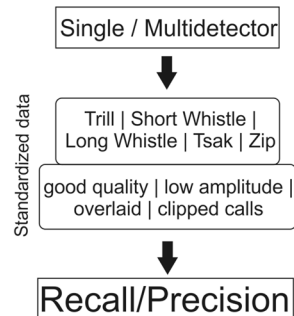 Single / Multidetector
Standardized data
Trill | Short Whistle |
Long Whistle | Tsak | Zip
good quality | low amplitude |
overlaid | clipped calls
Recall/Precision